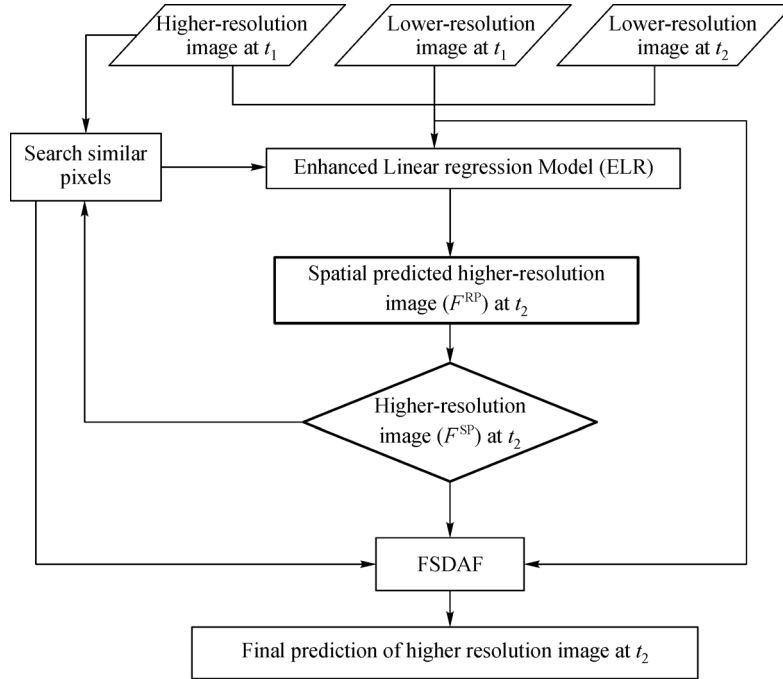 Higher-resolution
image at t₁
Lower-resolution
image at t₁
Lower-resolution
image at t₂
Search similar
pixels
Enhanced Linear regression Model (ELR)
Spatial predicted higher-resolution
image (Fᴿᴾ) at t₂
Higher-resolution
image (Fˢᴾ) at t₂
FSDAF
Final prediction of higher resolution image at t₂